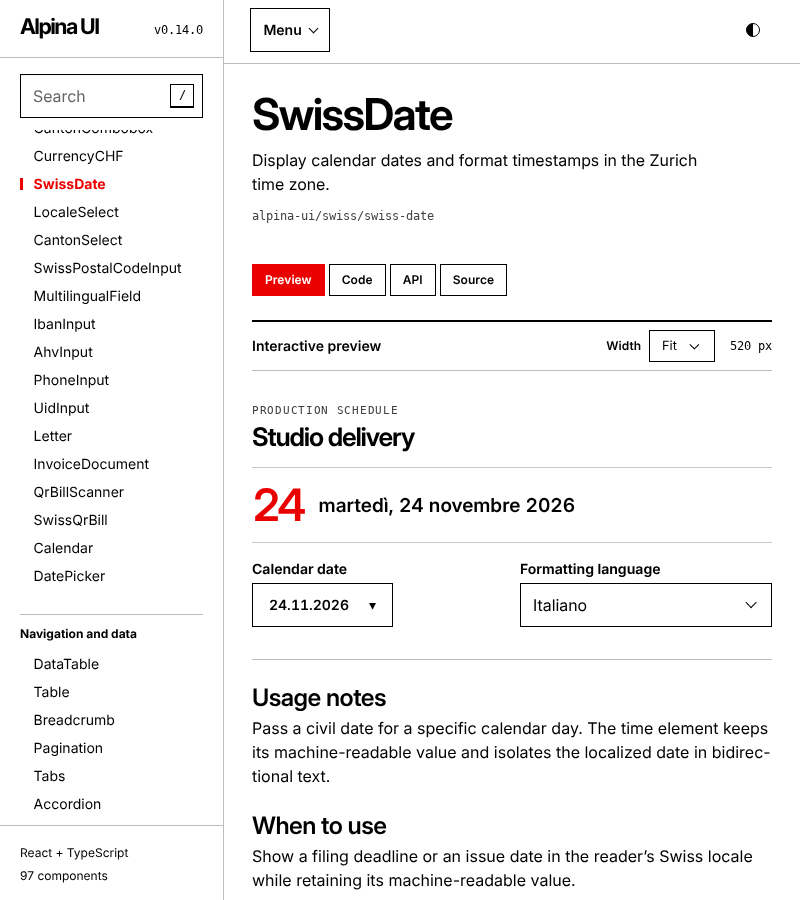 Alpina UI
v0.14.0
Search
/
CantonCombobox
CurrencyCHF
SwissDate
LocaleSelect
CantonSelect
SwissPostalCodeInput
MultilingualField
IbanInput
AhvInput
PhoneInput
UidInput
Letter
InvoiceDocument
QrBillScanner
SwissQrBill
Calendar
DatePicker
Navigation and data
DataTable
Table
Breadcrumb
Pagination
Tabs
Accordion
React + TypeScript
97 components
Menu
SwissDate
Display calendar dates and format timestamps in the Zurich
time zone.
alpina-ui/swiss/swiss-date
Preview
Code
API
Source
Interactive preview
Width
Fit
520 px
PRODUCTION SCHEDULE
Studio delivery
24 martedì, 24 novembre 2026
Calendar date
24.11.2026
Formatting language
Italiano
Usage notes
Pass a civil date for a specific calendar day. The time element keeps
its machine-readable value and isolates the localized date in bidirec-
tional text.
When to use
Show a filing deadline or an issue date in the reader’s Swiss locale
while retaining its machine-readable value.